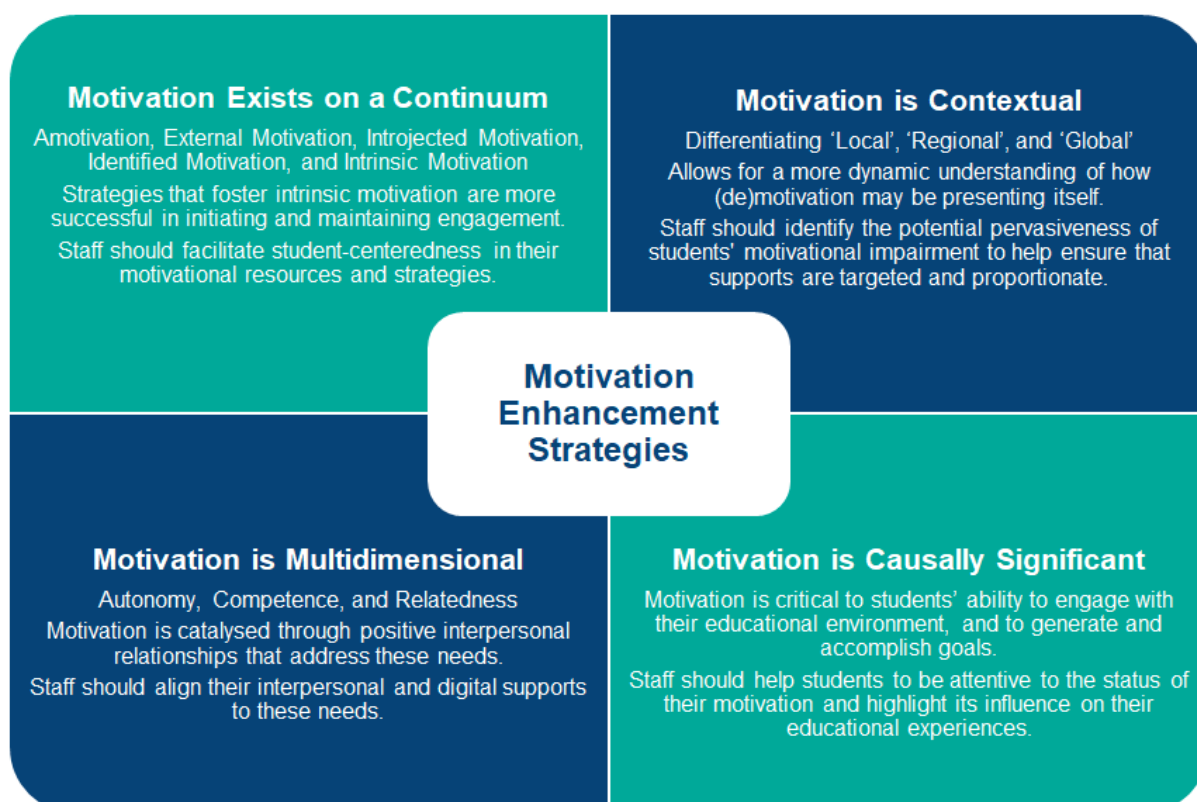 Motivation Exists on a Continuum
Amotivation, External Motivation, Introjected Motivation,
Identified Motivation, and Intrinsic Motivation
Strategies that foster intrinsic motivation are more
successful in initiating and maintaining engagement.
Staff should facilitate student-centeredness in their
motivational resources and strategies.
Motivation is Contextual
Differentiating ‘Local’, ‘Regional’, and ‘Global’
Allows for a more dynamic understanding of how
(de)motivation may be presenting itself.
Staff should identify the potential pervasiveness of
students' motivational impairment to help ensure that
supports are targeted and proportionate.
Motivation
Enhancement
Strategies
Motivation is Multidimensional
Autonomy, Competence, and Relatedness
Motivation is catalysed through positive interpersonal
relationships that address these needs.
Staff should align their interpersonal and digital supports
to these needs.
Motivation is Causally Significant
Motivation is critical to students’ ability to engage with
their educational environment, and to generate and
accomplish goals.
Staff should help students to be attentive to the status of
their motivation and highlight its influence on their
educational experiences.